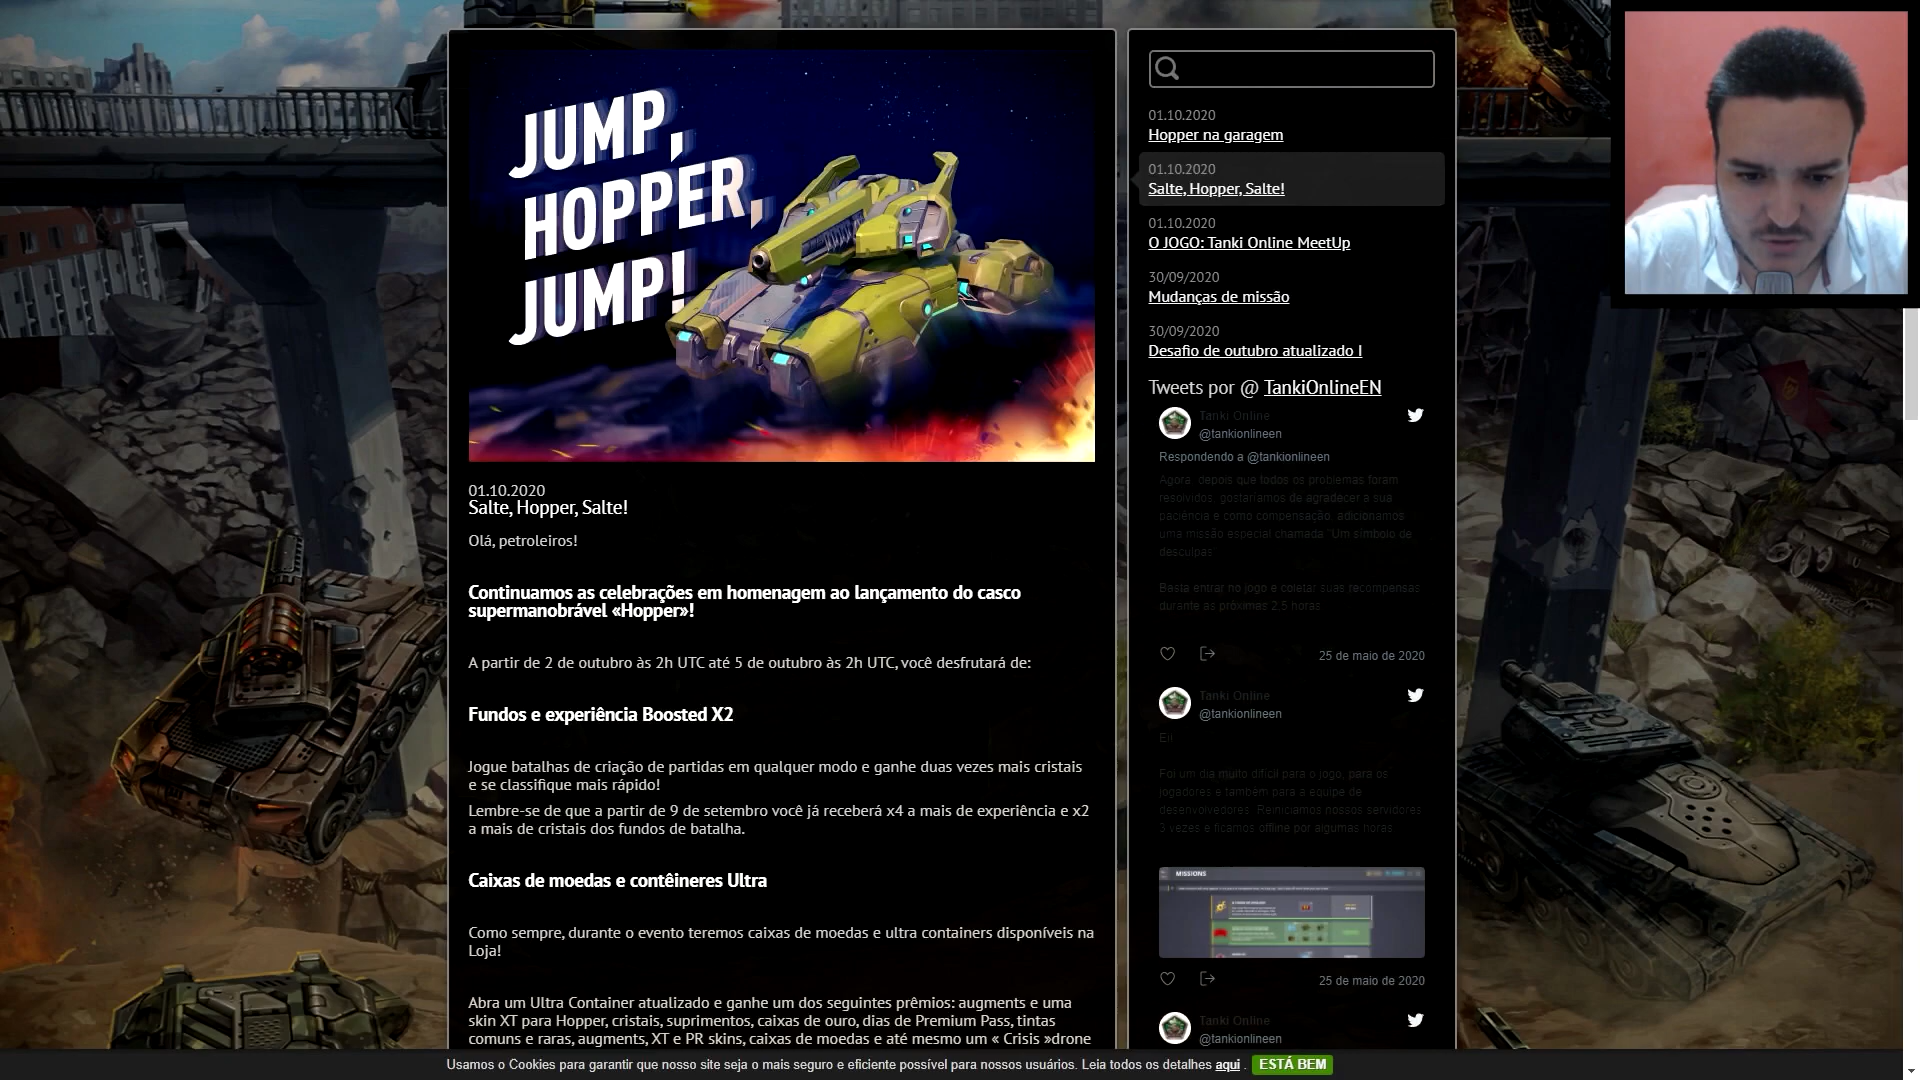 JUMP,
HOPPER,
JUMP!
01.10.2020
Salte, Hopper, Salte!
Olá, petroleiros!
Continuamos as celebrações em homenagem ao lançamento do casco
supermanobrável «Hopper»!
A partir de 2 de outubro às 2h UTC até 5 de outubro às 2h UTC, você desfrutará de:
Fundos e experiência Boosted X2
Jogue batalhas de criação de partidas em qualquer modo e ganhe duas vezes mais cristais
e se classifique mais rápido!
Lembre-se de que a partir de 9 de setembro você já receberá x4 a mais de experiência e x2
a mais de cristais dos fundos de batalha.
Caixas de moedas e contêineres Ultra
Como sempre, durante o evento teremos caixas de moedas e ultra containers disponíveis na
Loja!
Abra um Ultra Container atualizado e ganhe um dos seguintes prêmios: augments e uma
skin XT para Hopper, cristais, suprimentos, caixas de ouro, dias de Premium Pass, tintas
comuns e raras, augments, XT e PR skins, caixas de moedas e até mesmo um « Crisis »drone
01.10.2020
Hopper na garagem
01.10.2020
Salte, Hopper, Salte!
01.10.2020
O JOGO: Tanki Online MeetUp
30/09/2020
Mudanças de missão
30/09/2020
Desafio de outubro atualizado I
Tweets por @ TankiOnlineEN
Tanki Online
@tankionlineen
Respondendo a @tankionlineen
Agora, depois que todos os problemas foram
resolvidos, gostaríamos de agradecer a sua
paciência e como compensação, adicionamos
uma missão especial chamada "Um símbolo de
desculpas
Basta entrar no jogo e coletar suas recompensas
durante as próximas 2,5 horas
25 de maio de 2020
Tanki Online
@tankionlineen
Ei!
Foi um dia muito difícil para o jogo, para os
jogadores e também para a equipe de
desenvolvedores. Reiniciamos nossos servidores
3 vezes e ficamos offline por algumas horas
MISSIONS
25 de maio de 2020
Tanki Online
@tankionlineen
Usamos o Cookies para garantir que nosso site seja o mais seguro e eficiente possível para nossos usuários. Leia todos os detalhes aqui . ESTÁ BEM